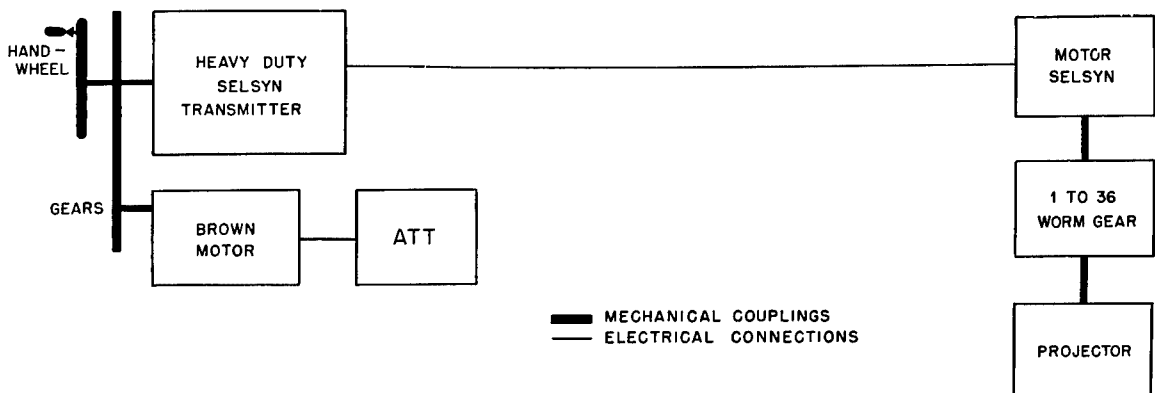 HAND-
WHEEL
HEAVY DUTY
SELSYN
TRANSMITTER
MOTOR
SELSYN
GEARS
BROWN
MOTOR
ATT
1 TO 36
WORM GEAR
MECHANICAL COUPLINGS
ELECTRICAL CONNECTIONS
PROJECTOR